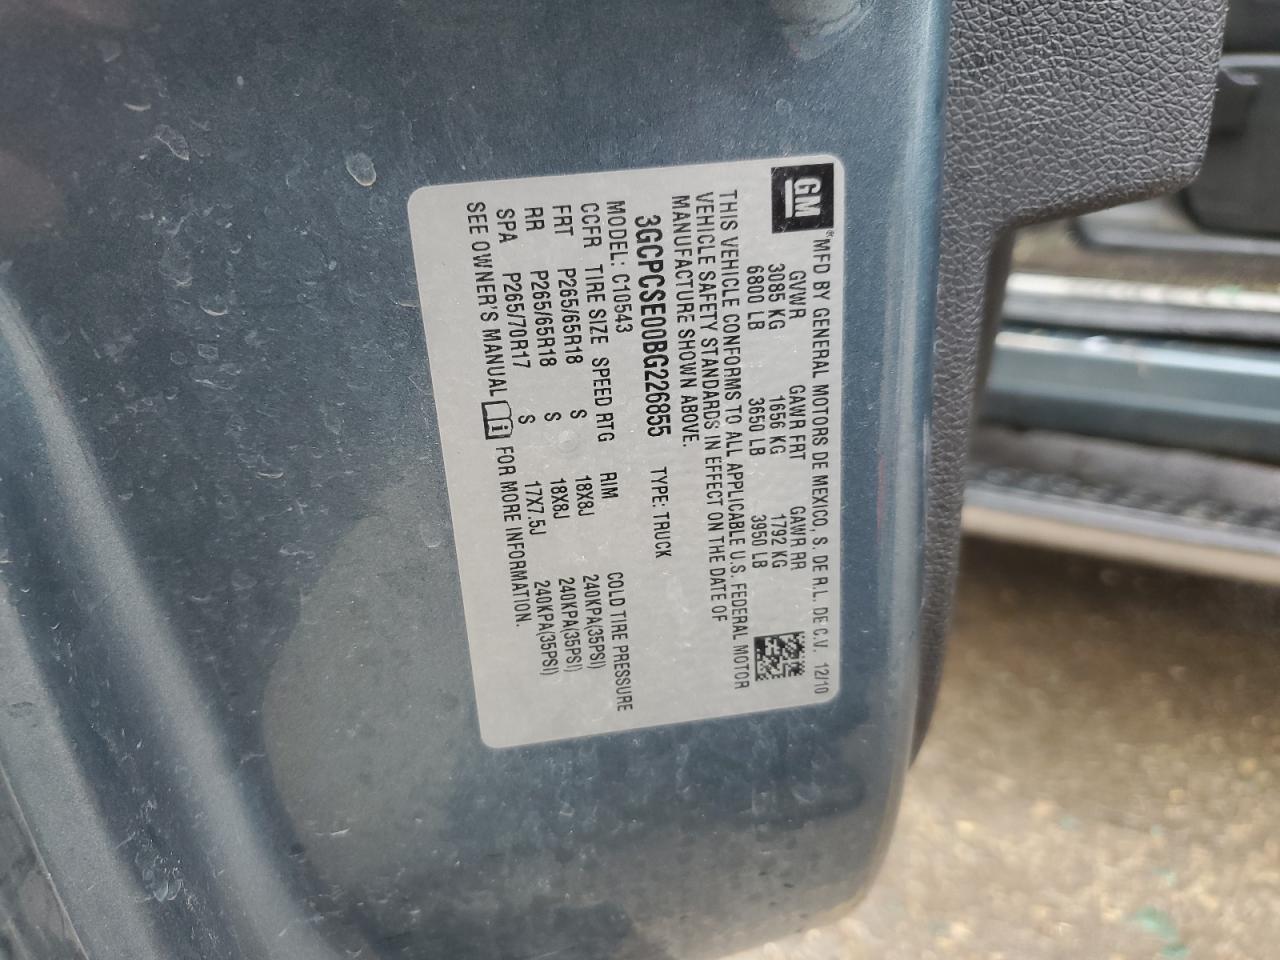 GM
® MFD BY GENERAL MOTORS DE MEXICO, S. DE R.L. DE C.V. 12/10
GVWR GAWR FRT GAWR RR
3085 KG 1656 KG 1792 KG
6800 LB 3650 LB 3950 LB
THIS VEHICLE CONFORMS TO ALL APPLICABLE U.S. FEDERAL MOTOR
VEHICLE SAFETY STANDARDS IN EFFECT ON THE DATE OF
MANUFACTURE SHOWN ABOVE.
3GCPCSE00BG226855 TYPE: TRUCK
MODEL: C10543
CCFR TIRE SIZE SPEED RTG RIM COLD TIRE PRESSURE
FRT P265/65R18 S 18X8J 240KPA(35PSI)
RR P265/65R18 S 18X8J 240KPA(35PSI)
SPA P265/70R17 S 17X7.5J 240KPA(35PSI)
SEE OWNER'S MANUAL i FOR MORE INFORMATION.